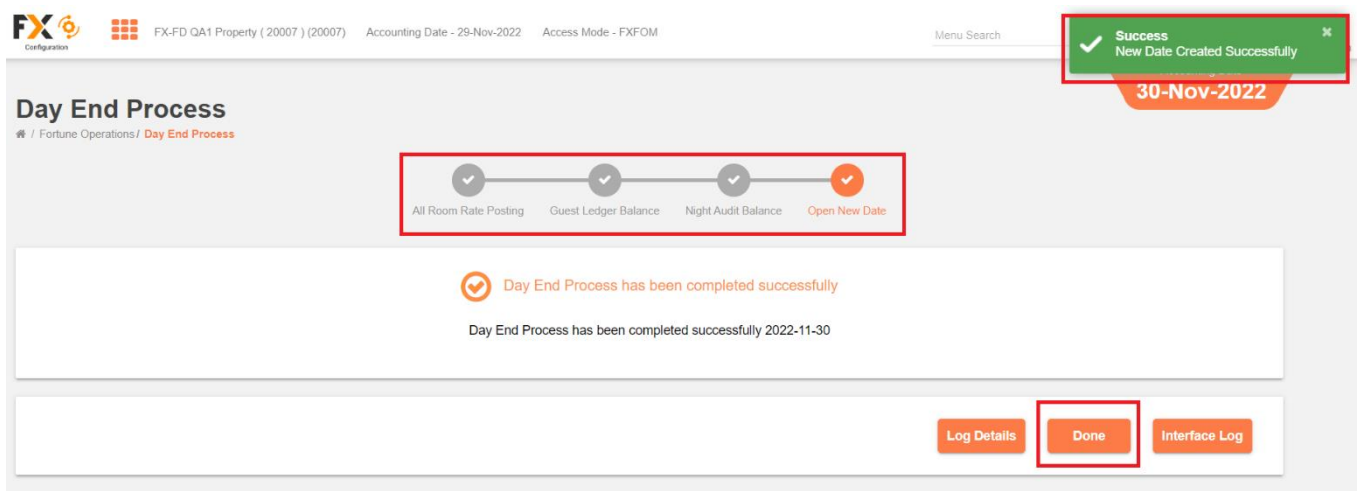 FX
Configuration
FX-FD QA1 Property ( 20007 ) (20007) Accounting Date - 29-Nov-2022 Access Mode - FXFOM
Menu Search
Success
New Date Created Successfully
30-Nov-2022
Day End Process
/ Fortune Operations/ Day End Process
All Room Rate Posting Guest Ledger Balance Night Audit Balance Open New Date
Day End Process has been completed successfully
Day End Process has been completed successfully 2022-11-30
Log Details Done Interface Log